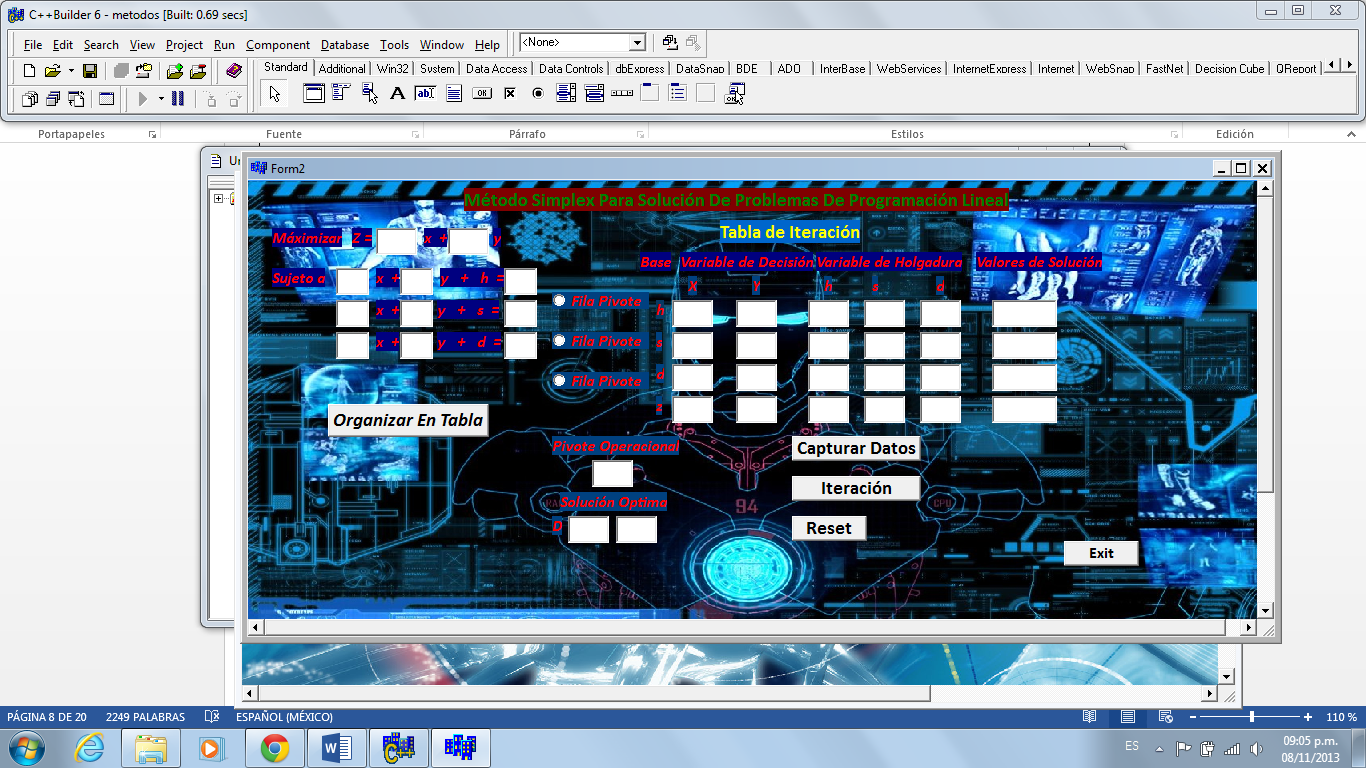 C++Builder 6 - metodos [Built: 0.69 secs]
File Edit Search View Project Run Component Database Tools Window Help <None>
Standard Additional Win32 System Data Access Data Controls dbExpress DataSnap BDE ADO InterBase WebServices InternetExpress Internet WebSnap FastNet Decision Cube QReport
Portapapeles Fuente Párrafo Estilos Edición
Form2
Método Simplex Para Solución De Problemas De Programación Lineal
Máximizar Z = x + y
Tabla de Iteración
Base Variable de Decisión Variable de Holgadura Valores de Solución
Sujeto a x + y + h =
X Y h s a
Fila Pivote h
x + y + s =
Fila Pivote s
x + y + d =
Fila Pivote a
z
Organizar En Tabla
Pivote Operacional
Capturar Datos
Iteración
Solución Optima
94
D
Reset
Exit
PÁGINA 8 DE 20 2249 PALABRAS ESPAÑOL (MÉXICO) 110 %
ES 09:05 p.m.
08/11/2013